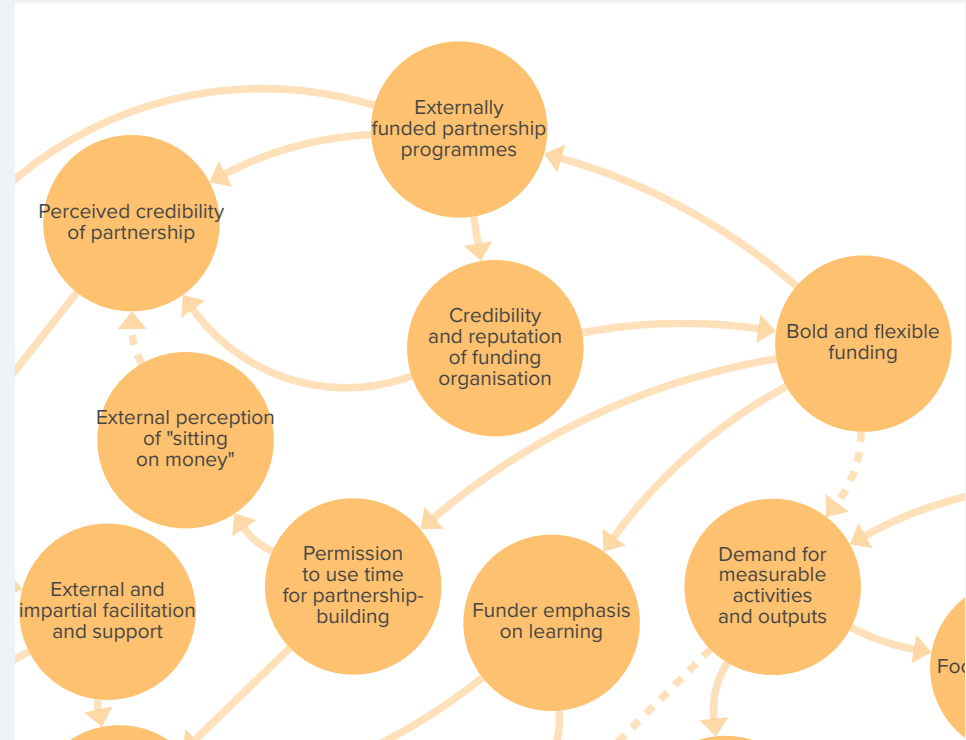 Externally
funded partnership
programmes
Perceived credibility
of partnership
Credibility
and reputation
of funding
organisation
Bold and flexible
funding
External perception
of "sitting
on money"
Permission
to use time
for partnership-
building
External and
impartial facilitation
and support
Funder emphasis
on learning
Demand for
measurable
activities
and outputs